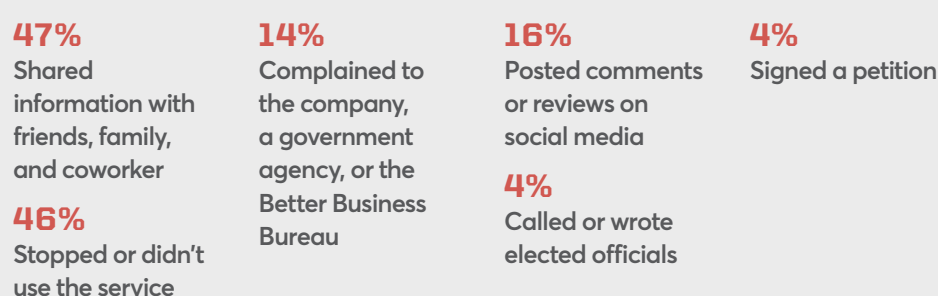 47%
Shared
information with
friends, family,
and coworker
46%
Stopped or didn't
use the service
14%
Complained to
the company,
a government
agency, or the
Better Business
Bureau
16%
Posted comments
or reviews on
social media
4%
Called or wrote
elected officials
4%
Signed a petition